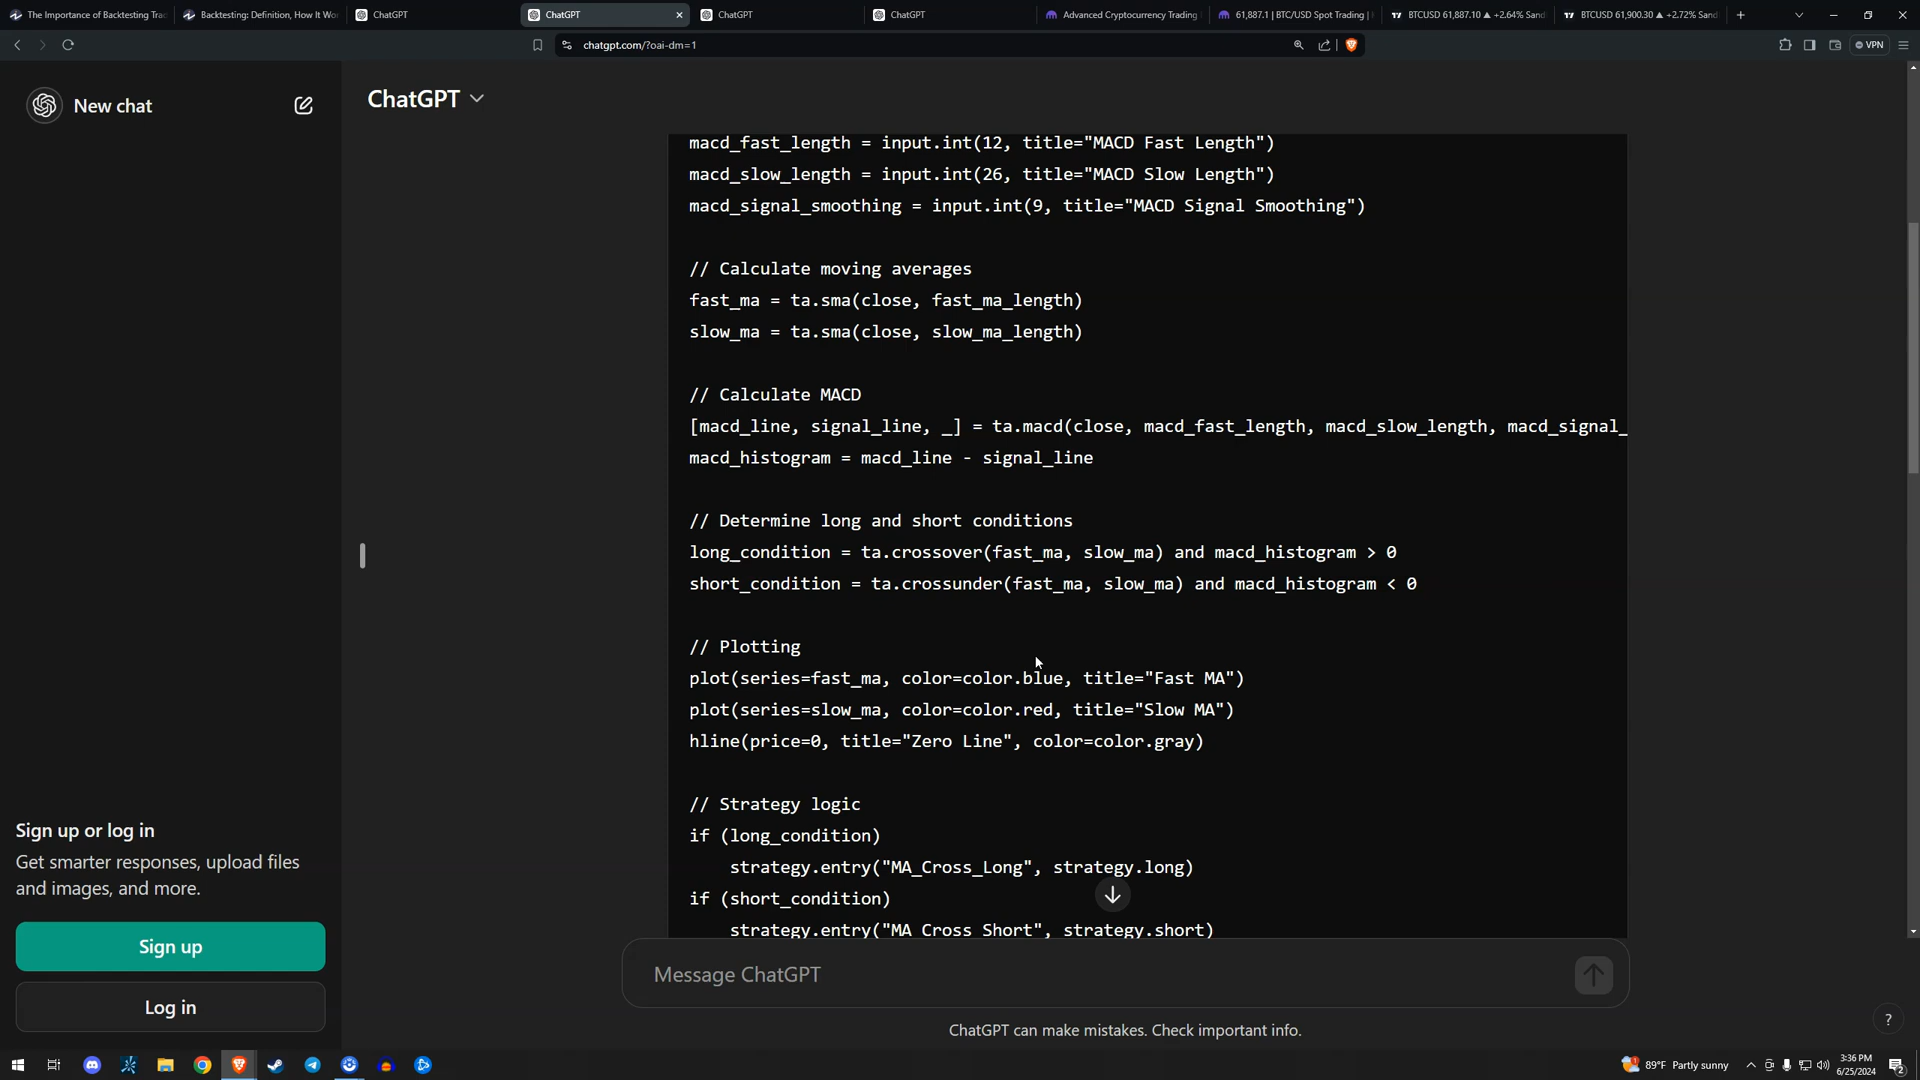 The Importance of Backtesting Trad
Backtesting: Definition, How It Wo
ChatGPT
ChatGPT
ChatGPT
ChatGPT
Advanced Cryptocurrency Trading
61,887.1 | BTC/USD Spot Trading |
BTCUSD 61,887.10 ▲ +2.64% Sand
BTCUSD 61,900.30 ▲ +2.72% Sand
chatgpt.com/?oai-dm=1
VPN
New chat
ChatGPT
macd_fast_length = input.int(12, title="MACD Fast Length")
macd_slow_length = input.int(26, title="MACD Slow Length")
macd_signal_smoothing = input.int(9, title="MACD Signal Smoothing")
// Calculate moving averages
fast_ma = ta.sma(close, fast_ma_length)
slow_ma = ta.sma(close, slow_ma_length)
// Calculate MACD
[macd_line, signal_line, _] = ta.macd(close, macd_fast_length, macd_slow_length, macd_signal_
macd_histogram = macd_line - signal_line
// Determine long and short conditions
long_condition = ta.crossover(fast_ma, slow_ma) and macd_histogram > 0
short_condition = ta.crossunder(fast_ma, slow_ma) and macd_histogram < 0
// Plotting
plot(series=fast_ma, color=color.blue, title="Fast MA")
plot(series=slow_ma, color=color.red, title="Slow MA")
hline(price=0, title="Zero Line", color=color.gray)
// Strategy logic
if (long_condition)
strategy.entry("MA_Cross_Long", strategy.long)
if (short_condition)
strategy.entry("MA_Cross_Short", strategy.short)
Sign up or log in
Get smarter responses, upload files
and images, and more.
Sign up
Log in
Message ChatGPT
ChatGPT can make mistakes. Check important info.
?
89°F Partly sunny
3:36 PM
6/25/2024
2